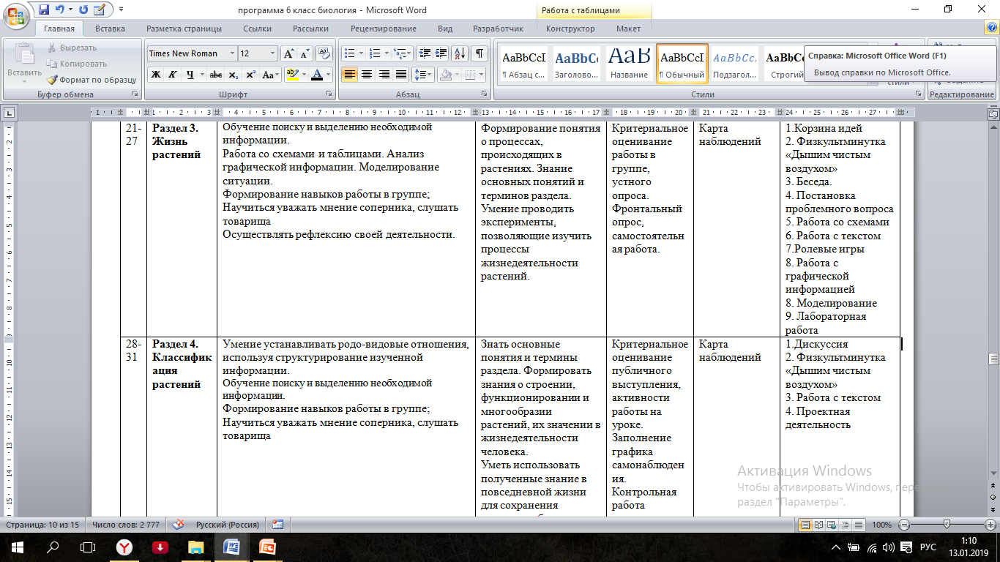 программа 6 класс биология - Microsoft Word
Работа с таблицами
Главная
Вставка
Разметка страницы
Ссылки
Рассылки
Рецензирование
Вид
Разработчик
Конструктор
Макет
Вставить
Вырезать
Копировать
Формат по образцу
Буфер обмена
Times New Roman
12
Шрифт
Абзац
AaBbCcI
¶ Абзац с...
AaBbC
Заголово...
AaB
Название
AaBbCcI
¶ Обычный
AaBbCc.
Подзагол...
AaBbCcI
Строгий
Стили
Справка: Microsoft Office Word (F1)
Вывод справки по Microsoft Office.
Редактирование
21-
27
Раздел 3.
Жизнь
растений
Обучение поиску и выделению необходимой
информации.
Работа со схемами и таблицами. Анализ
графической информации. Моделирование
ситуации.
Формирование навыков работы в группе;
Научиться уважать мнение соперника, слушать
товарища
Осуществлять рефлексию своей деятельности.
Формирование понятия
о процессах,
происходящих в
растениях. Знание
основных понятий и
терминов раздела.
Умение проводить
эксперименты,
позволяющие изучить
процессы
жизнедеятельности
растений.
Критериальное
оценивание
работы в
группе,
устного
опроса.
Фронтальный
опрос,
самостоятельн
ая работа.
Карта
наблюдений
1.Корзина идей
2. Физкультминутка
«Дышим чистым
воздухом»
3. Беседа.
4. Постановка
проблемного вопроса
5. Работа со схемами
6. Работа с текстом
7.Ролевые игры
8. Работа с
графической
информацией
8. Моделирование
9. Лабораторная
работа
28-
31
Раздел 4.
Классифик
ация
растений
Умение устанавливать родо-видовые отношения,
используя структурирование изученной
информации.
Обучение поиску и выделению необходимой
информации.
Формирование навыков работы в группе;
Научиться уважать мнение соперника, слушать
товарища
Знать основные
понятия и термины
раздела. Формировать
знания о строении,
функционировании и
многообразии
растений, их значении в
жизнедеятельности
человека.
Уметь использовать
полученные знание в
повседневной жизни
для сохранения
Критериальное
оценивание
публичного
выступления,
активности
работы на
уроке.
Заполнение
графика
самонаблюден
ия.
Контрольная
работа
Карта
наблюдений
1.Дискуссия
2. Физкультминутка
«Дышим чистым
воздухом»
3. Работа с текстом
4. Проектная
деятельность
Активация Windows
Чтобы активировать Windows, пере
раздел "Параметры".
Страница: 10 из 15
Число слов: 2 777
Русский (Россия)
100%
РУС
1:10
13.01.2019